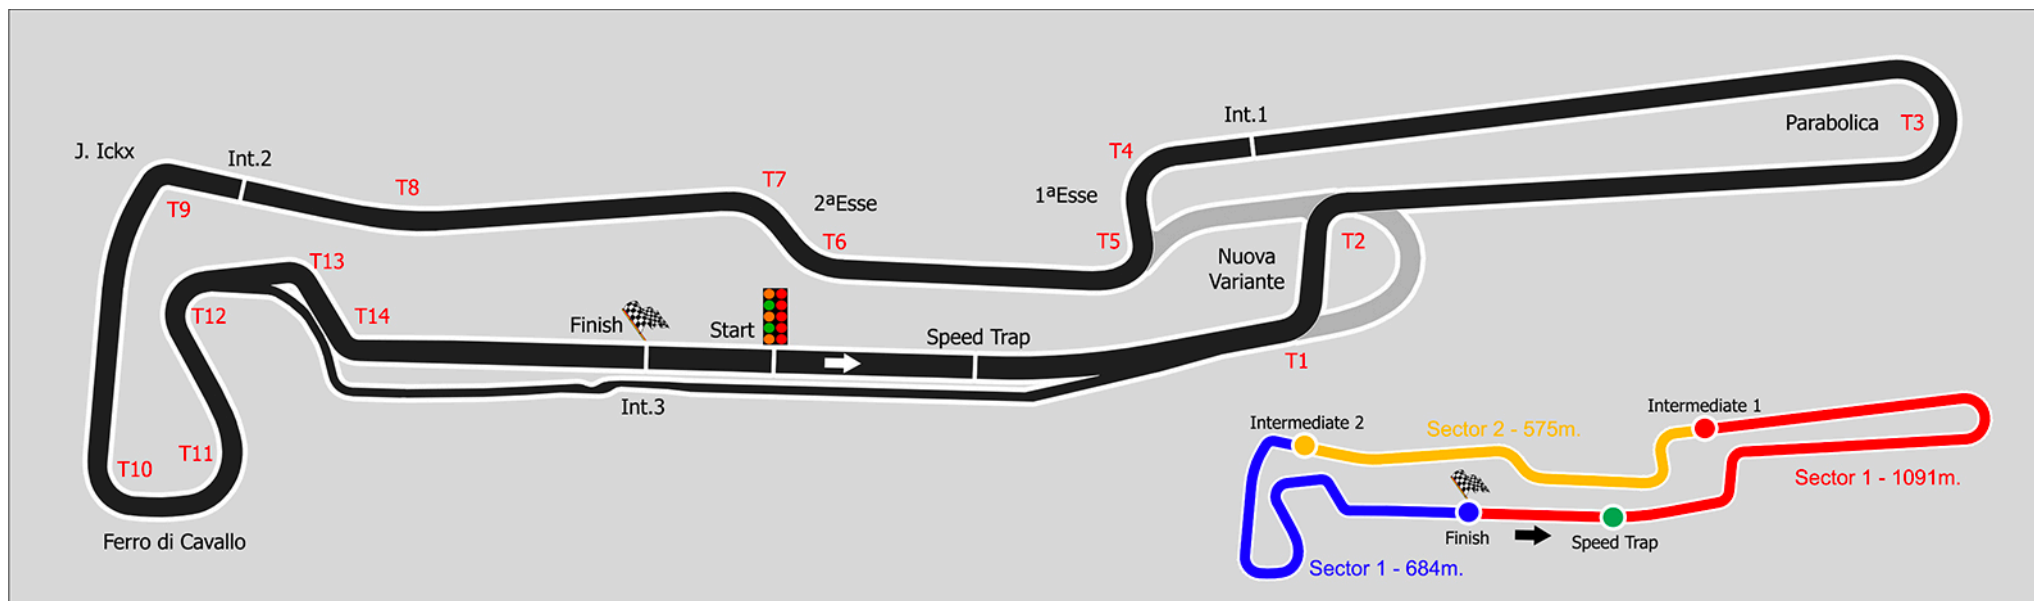 Int.1
Parabolica
T3
T4
J. Ickx
Int.2
T8
T7
1ªEsse
2ªEsse
T9
T6
T5
T2
Nuova
Variante
T13
T12
T14
Finish
Start
Speed Trap
T1
Int.3
T11
T10
Ferro di Cavallo
Intermediate 1
Intermediate 2
Sector 2 - 575m.
Sector 1 - 1091m.
Finish
Speed Trap
Sector 1 - 684m.